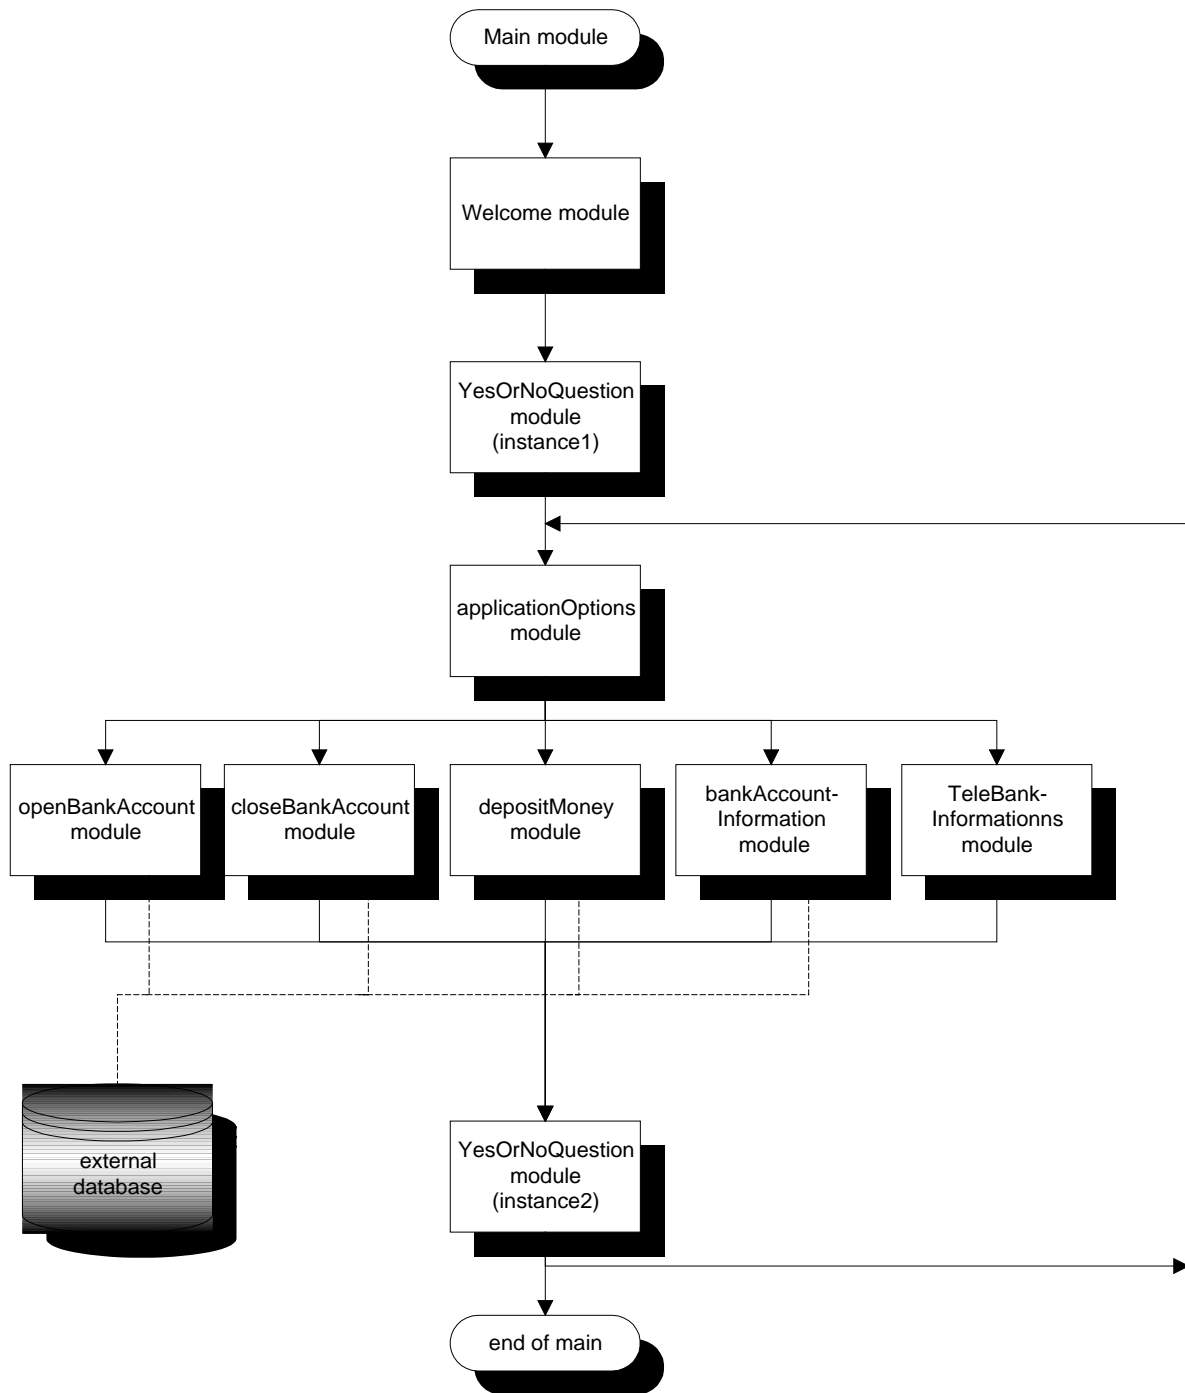 Main module
Welcome module
YesOrNoQuestion
module
(instance1)
applicationOptions
module
openBankAccount
module
closeBankAccount
module
depositMoney
module
bankAccount-
Information
module
TeleBank-
Informationns
module
external
database
YesOrNoQuestion
module
(instance2)
end of main